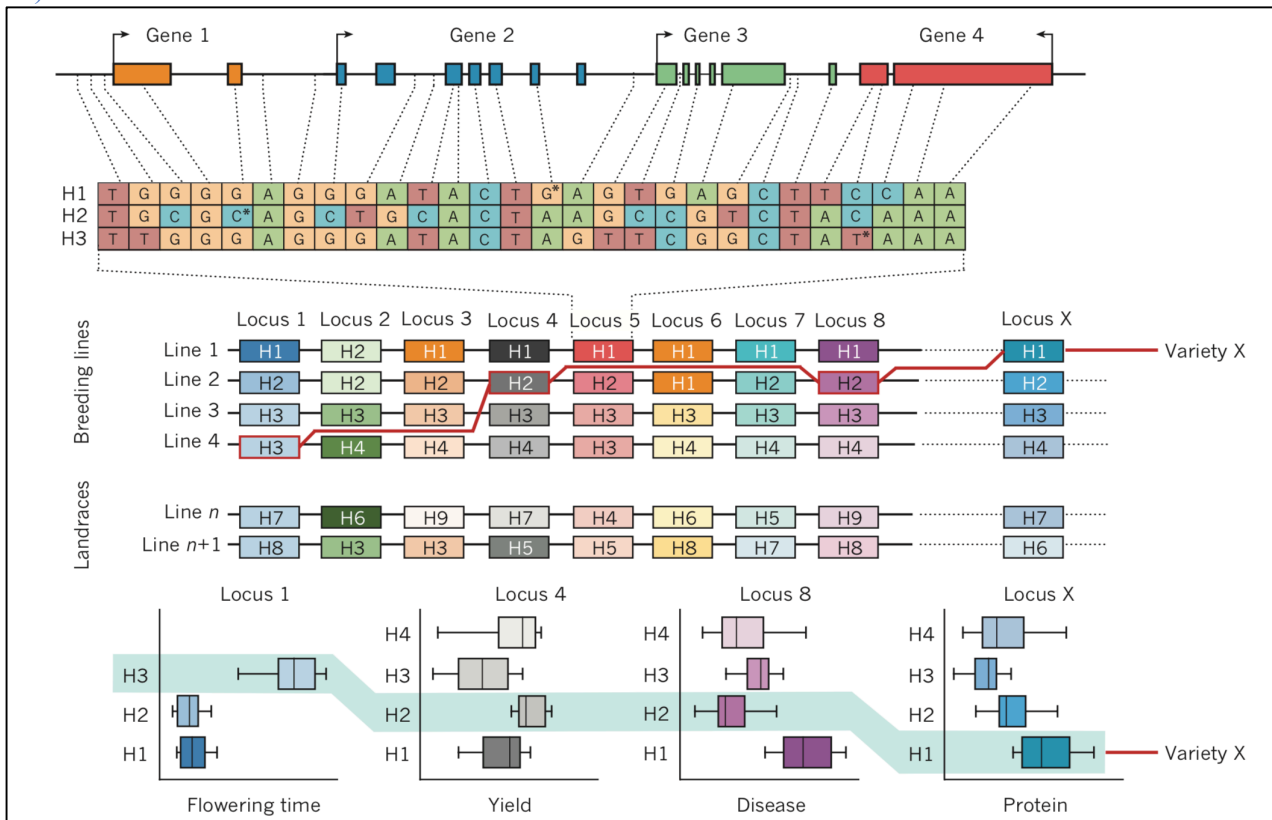 Gene 1 Gene 2 Gene 3 Gene 4
H1 T G G G G A G G G A T A C T G* A G T G A G C T T C C A A
H2 T G C G C* A G C T G C A C T A A G C C G T C T A C A A A
H3 T T G G G A G G G A T A C T A G T T C G G C T A T* A A A
Locus 1 Locus 2 Locus 3 Locus 4 Locus 5 Locus 6 Locus 7 Locus 8 Locus X
Breeding lines
Line 1 H1 H2 H1 H1 H1 H1 H1 H1 H1 Variety X
Line 2 H2 H2 H2 H2 H2 H1 H2 H2 H2
Line 3 H3 H3 H3 H3 H3 H3 H3 H3 H3
Line 4 H3 H4 H4 H4 H3 H4 H4 H4 H4
Landraces
Line n H7 H6 H9 H7 H4 H6 H5 H9 H7
Line n+1 H8 H3 H3 H5 H5 H8 H7 H8 H6
Locus 1 Locus 4 Locus 8 Locus X
H4 H4 H4
H3 H3 H3 H3
H2 H2 H2 H2
H1 H1 H1 H1 Variety X
Flowering time Yield Disease Protein